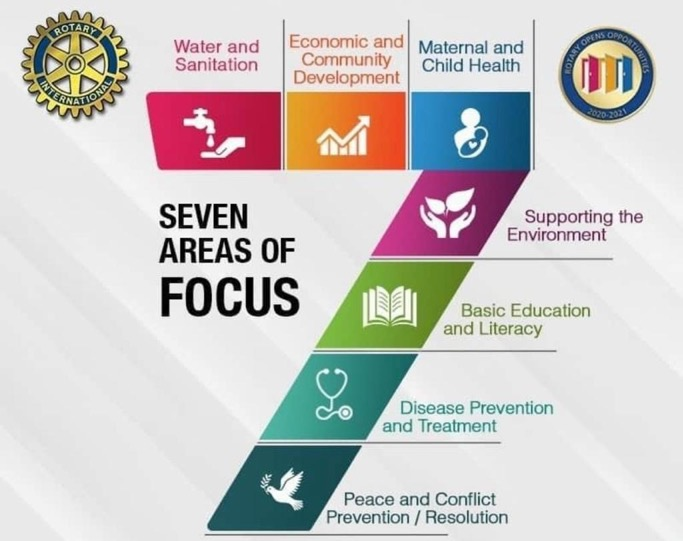 ROTARY
INTERNATIONAL
Water and
Sanitation
Economic and
Community
Development
Maternal and
Child Health
ROTARY OPENS OPPORTUNITIES
2020-2021
SEVEN
AREAS OF
FOCUS
Supporting the
Environment
Basic Education
and Literacy
Disease Prevention
and Treatment
Peace and Conflict
Prevention / Resolution